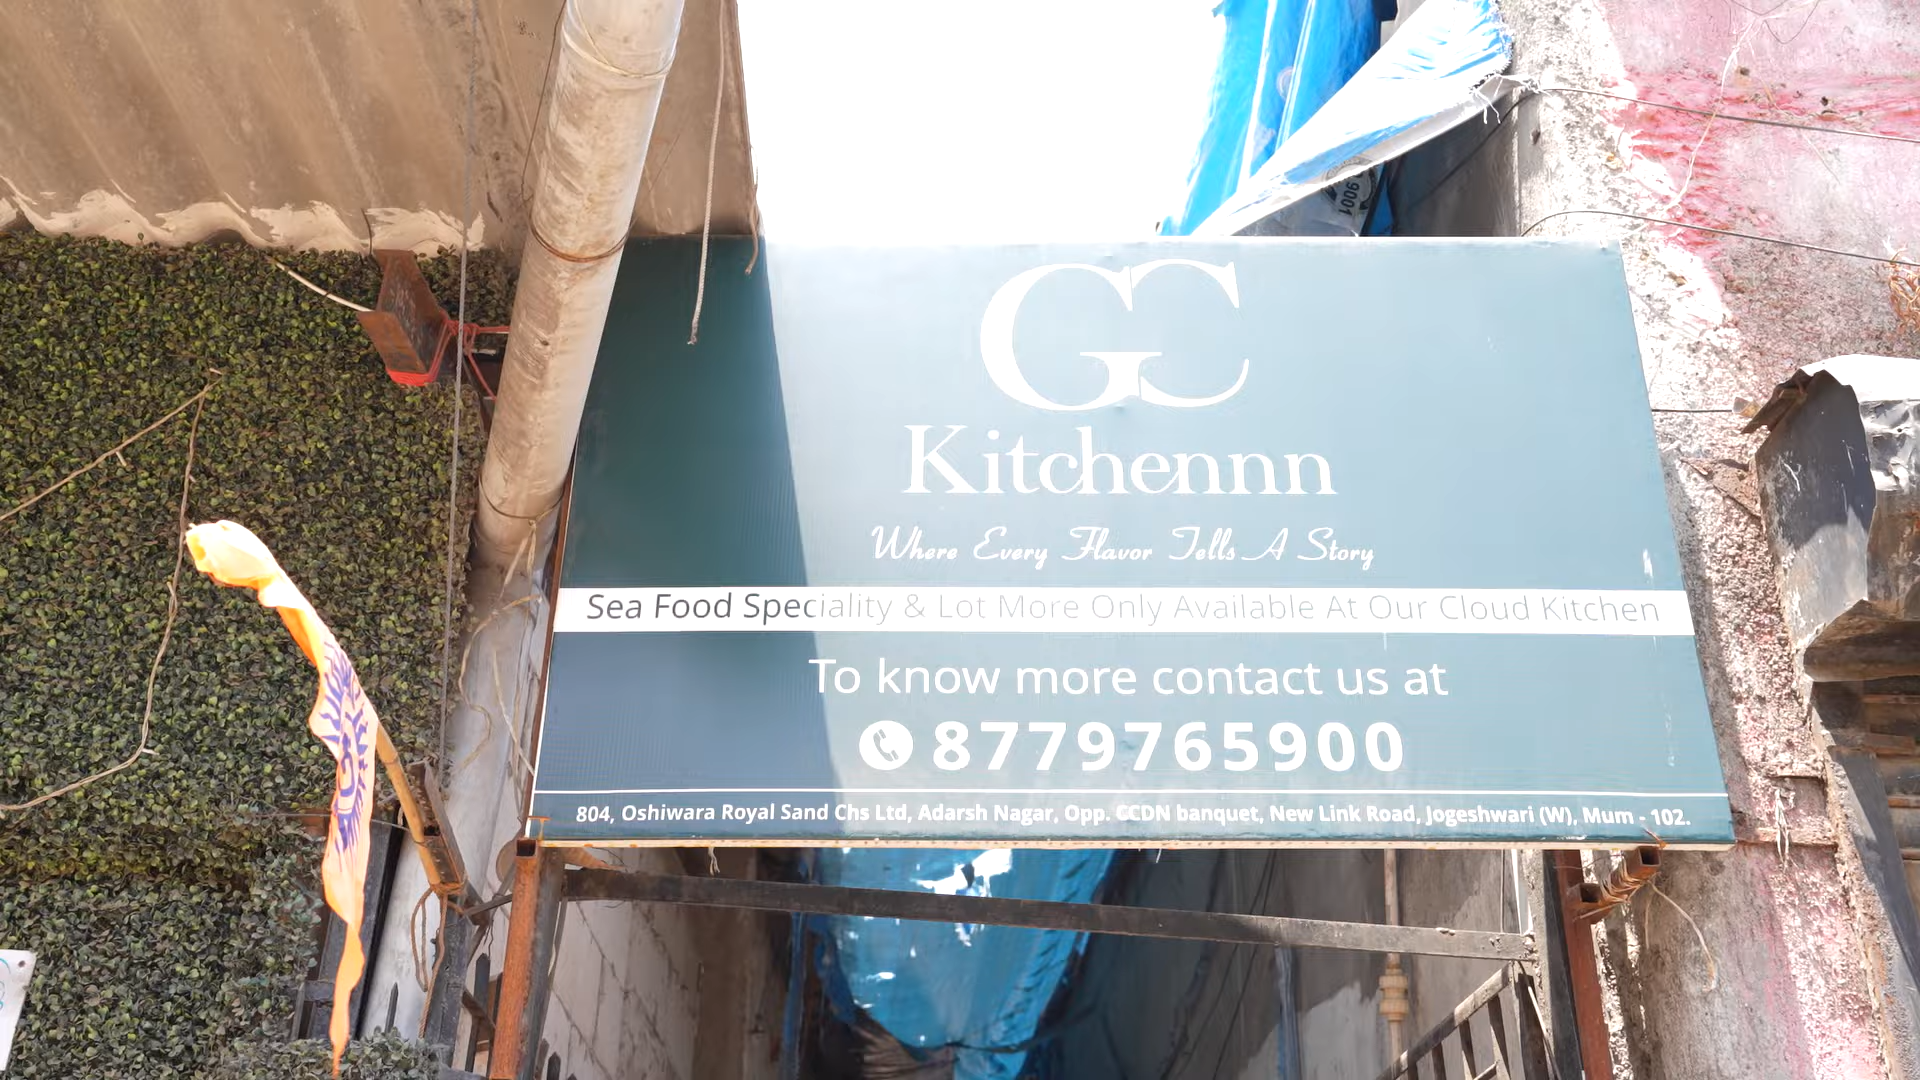 GC
Kitchennn
Where Every Flavor Tells A Story
Sea Food Speciality & Lot More Only Available At Our Cloud Kitchen
To know more contact us at
8779765900
804, Oshiwara Royal Sand Chs Ltd, Adarsh Nagar, Opp. CCDN banquet, New Link Road, Jogeshwari (W), Mum - 102.
9001